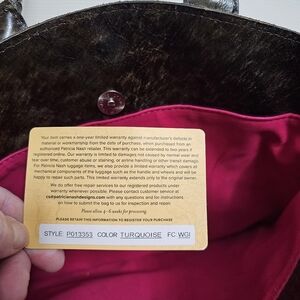 Your item carries a one-year limited warranty against manufacturer's defects in
material or workmanship from the date of purchase, when purchased from an
authorized Patricia Nash retailer. This warranty can be extended to two years if
registered online. Our warranty is limited to damages not caused by normal wear and
tear over time, customer abuse or staining, or airline handling or transit therein.
For Patricia Nash luggage items, we also provide a limited warranty which covers all
mechanical components of the luggage such as the handle and wheels and will be
happy to repair such parts. This limited warranty extends only to the original owner.
We do offer free repair services to our registered products under
warranty wherever possible. Please contact customer service at
cs@patricianashdesigns.com with any questions and for instructions
on how to submit the bag to us for inspection and repair.
Please allow 4-6 weeks for processing
PLEASE RETAIN THIS INFORMATION TO REGISTER YOUR PURCHASE
STYLE: P013353 COLOR TURQUOISE FC: WGI